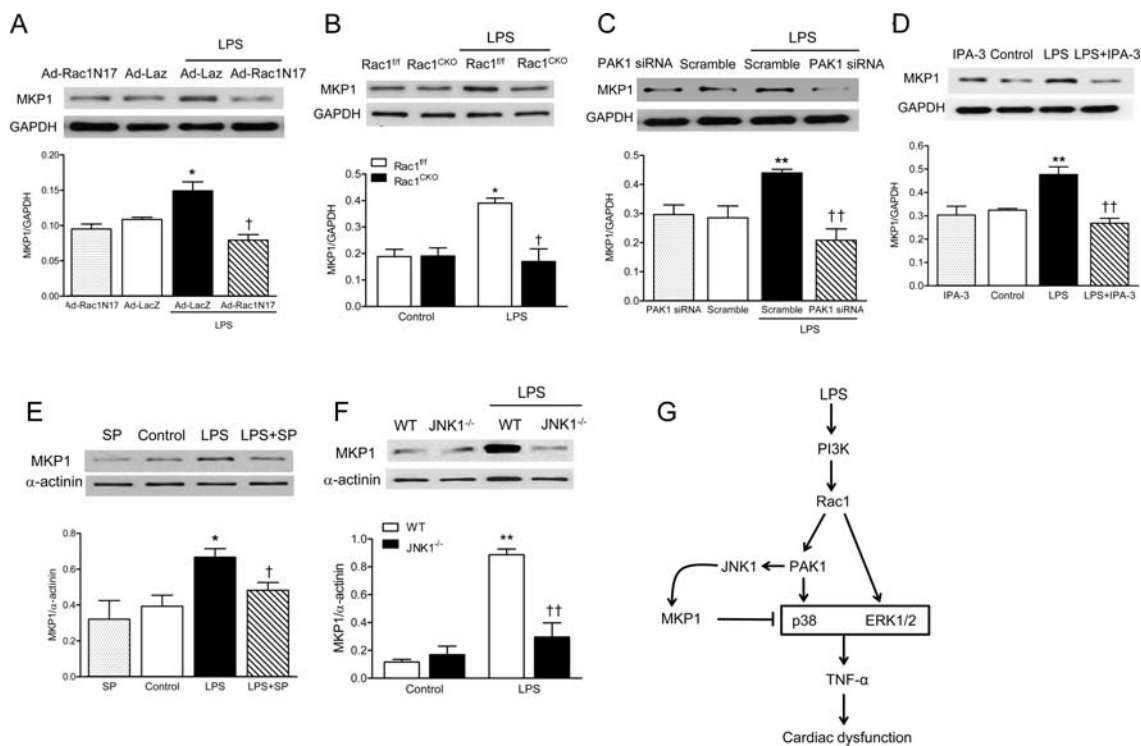 A
LPS
Ad-Rac1N17 Ad-Laz Ad-Laz Ad-Rac1N17
MKP1
GAPDH
MKP1/GAPDH
0.20
0.15
0.10
0.05
0.00
*
†
Ad-Rac1N17 Ad-LacZ Ad-LacZ Ad-Rac1N17
LPS
B
LPS
Rac1f/f Rac1CKO Rac1f/f Rac1CKO
MKP1
GAPDH
Rac1f/f
Rac1CKO
MKP1/GAPDH
0.5
0.4
0.3
0.2
0.1
0.0
*
†
Control LPS
C
LPS
PAK1 siRNA Scramble Scramble PAK1 siRNA
MKP1
GAPDH
MKP1/GAPDH
0.5
0.4
0.3
0.2
0.1
0.0
**
††
PAK1 siRNA Scramble Scramble PAK1 siRNA
LPS
D
IPA-3 Control LPS LPS+IPA-3
MKP1
GAPDH
MKP1/GAPDH
0.6
0.5
0.4
0.3
0.2
0.1
0.0
**
††
IPA-3 Control LPS LPS+IPA-3
E
SP Control LPS LPS+SP
MKP1
α-actinin
MKP1/α-actinin
0.8
0.6
0.4
0.2
0.0
*
†
SP Control LPS LPS+SP
F
LPS
WT JNK1-/- WT JNK1-/-
MKP1
α-actinin
WT
JNK1-/-
MKP1/α-actinin
1.0
0.8
0.6
0.4
0.2
0.0
**
††
Control LPS
G
LPS
PI3K
Rac1
JNK1 PAK1
MKP1 p38 ERK1/2
TNF-α
Cardiac dysfunction